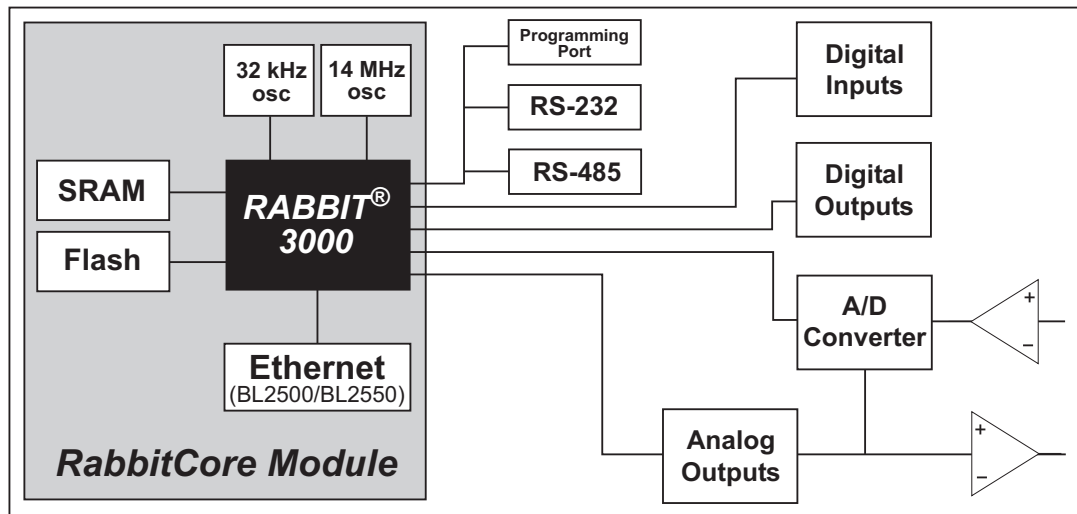 32 kHz
osc
14 MHz
osc
Programming
Port
RS-232
RS-485
Digital
Inputs
Digital
Outputs
SRAM
Flash
RABBIT®
3000
Ethernet
(BL2500/BL2550)
RabbitCore Module
A/D
Converter
+
–
Analog
Outputs
+
–